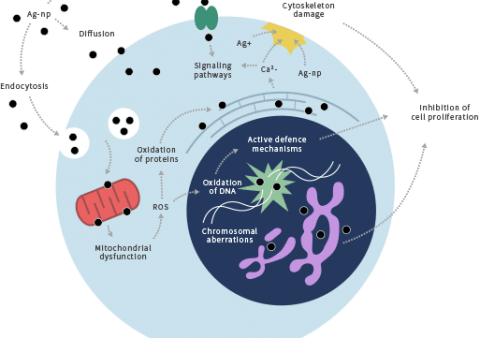 Ag-np
Diffusion
Cytoskeleton
damage
Ag+
Signaling
pathways
Ca²-
Ag-np
Endocytosis
Inhibition of
cell proliferation
Oxidation
of proteins
Active defence
mechanisms
Oxidation
of DNA
ROS
Chromosomal
aberrations
Mitochondrial
dysfunction